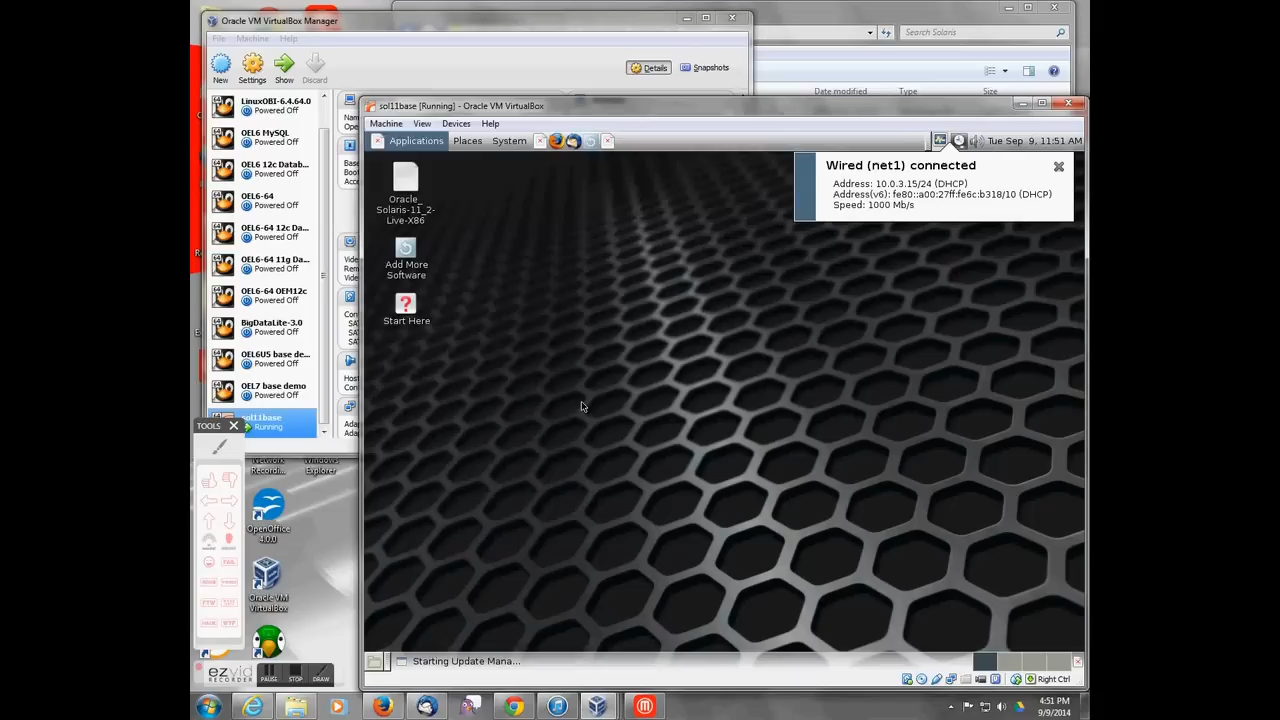 Oracle VM VirtualBox Manager
File Machine Help
Search Solaris
New
Settings
Show
Discard
Details
Snapshots
Date modified
Type
Size
LinuxOBI-6.4.64.0
Powered Off
OEL6 MySQL
Powered Off
OEL6 12c Datab...
Powered Off
OEL6-64
Powered Off
OEL6-64 12c Da...
Powered Off
OEL6-64 11g Da...
Powered Off
OEL6-64 OEM12c
Powered Off
BigDataLite-3.0
Powered Off
OEL6U5 base de...
Powered Off
OEL7 base demo
Powered Off
sol11base
Running
sol11base [Running] - Oracle VM VirtualBox
Machine View Devices Help
Applications Places System
Tue Sep 9, 11:51 AM
Wired (net1) connected
Address: 10.0.3.15/24 (DHCP)
Address(v6): fe80::a00:27ff:fe6c:b318/10 (DHCP)
Speed: 1000 Mb/s
Oracle_
Solaris-11_2-
Live-X86
Add More
Software
Start Here
TOOLS
FAIL
Network
Recordi...
Windows
Explorer
OpenOffice
4.0.0
Oracle VM
VirtualBox
ezvid
RECORDER
PAUSE
STOP
DRAW
Starting Update Mana...
Right Ctrl
4:51 PM
9/9/2014